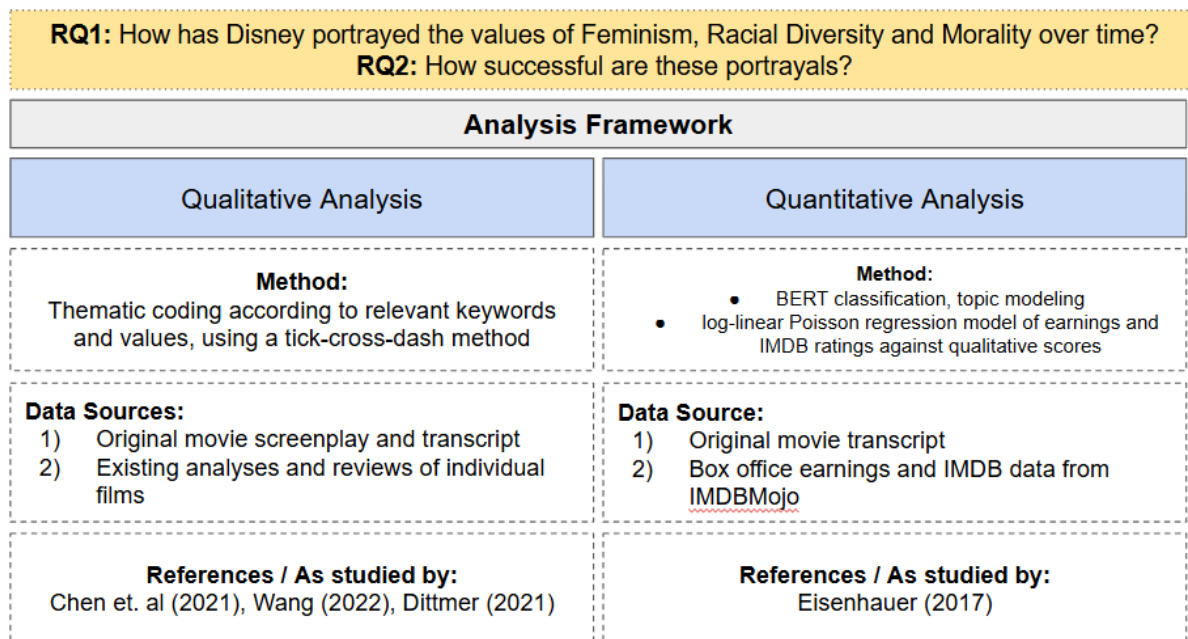 RQ1: How has Disney portrayed the values of Feminism, Racial Diversity and Morality over time?
RQ2: How successful are these portrayals?
Analysis Framework
Qualitative Analysis
Method:
Thematic coding according to relevant keywords
and values, using a tick-cross-dash method
Data Sources:
1) Original movie screenplay and transcript
2) Existing analyses and reviews of individual
films
References / As studied by:
Chen et. al (2021), Wang (2022), Dittmer (2021)
Quantitative Analysis
Method:
● BERT classification, topic modeling
● log-linear Poisson regression model of earnings and
IMDB ratings against qualitative scores
Data Source:
1) Original movie transcript
2) Box office earnings and IMDB data from
IMDBMojo
References / As studied by:
Eisenhauer (2017)